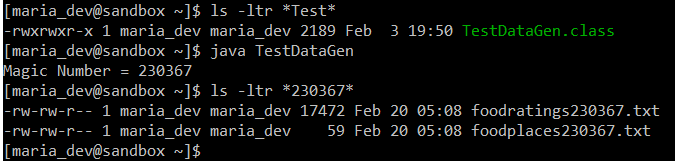 [maria_dev@sandbox ~]$ ls -ltr *Test*
-rwxrwxr-x 1 maria_dev maria_dev 2189 Feb  3 19:50 TestDataGen.class
[maria_dev@sandbox ~]$ java TestDataGen
Magic Number = 230367
[maria_dev@sandbox ~]$ ls -ltr *230367*
-rw-rw-r-- 1 maria_dev maria_dev 17472 Feb 20 05:08 foodratings230367.txt
-rw-rw-r-- 1 maria_dev maria_dev    59 Feb 20 05:08 foodplaces230367.txt
[maria_dev@sandbox ~]$